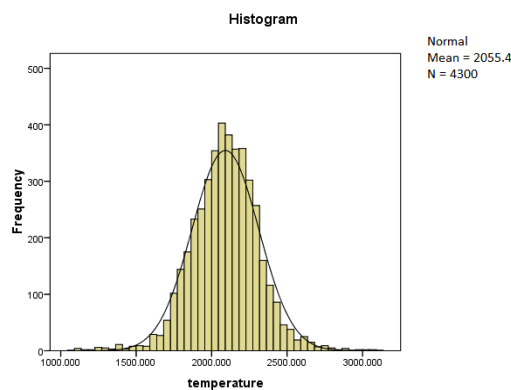 Histogram
Normal
Mean = 2055.4
N = 4300
500
400
300
200
100
0
Frequency
1000.000
1500.000
2000.000
2500.000
3000.000
temperature